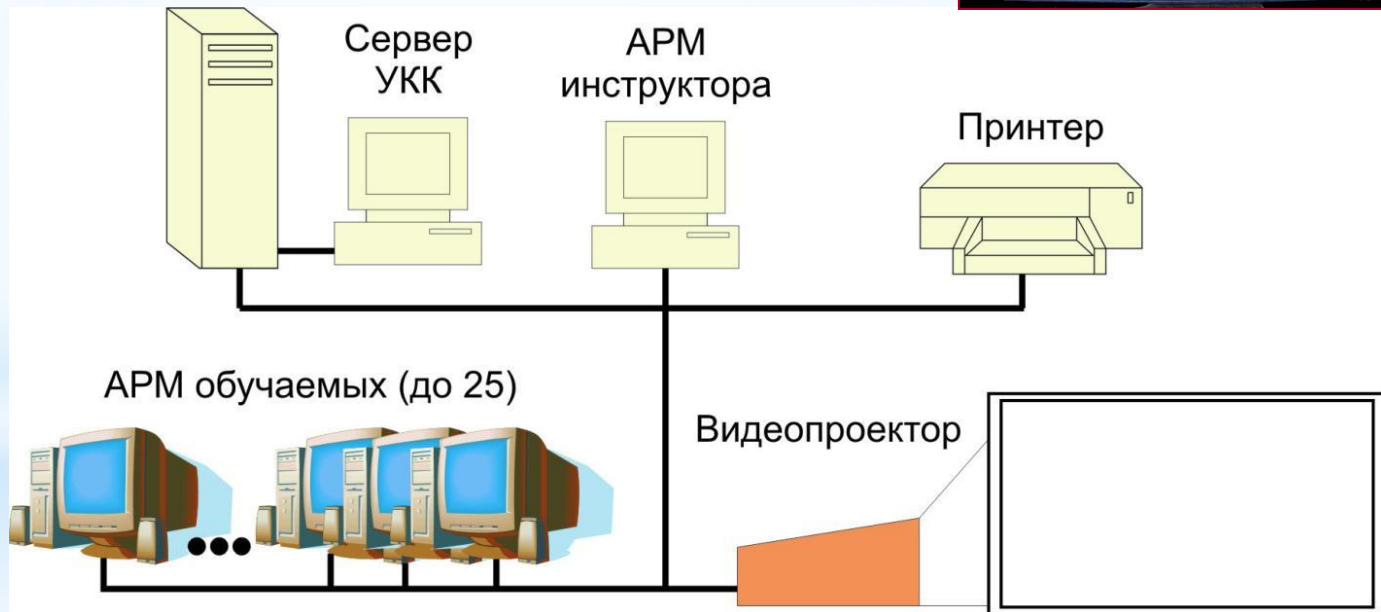 Сервер
УКК
АРМ
инструктора
Принтер
АРМ обучаемых (до 25)
Видеопроектор